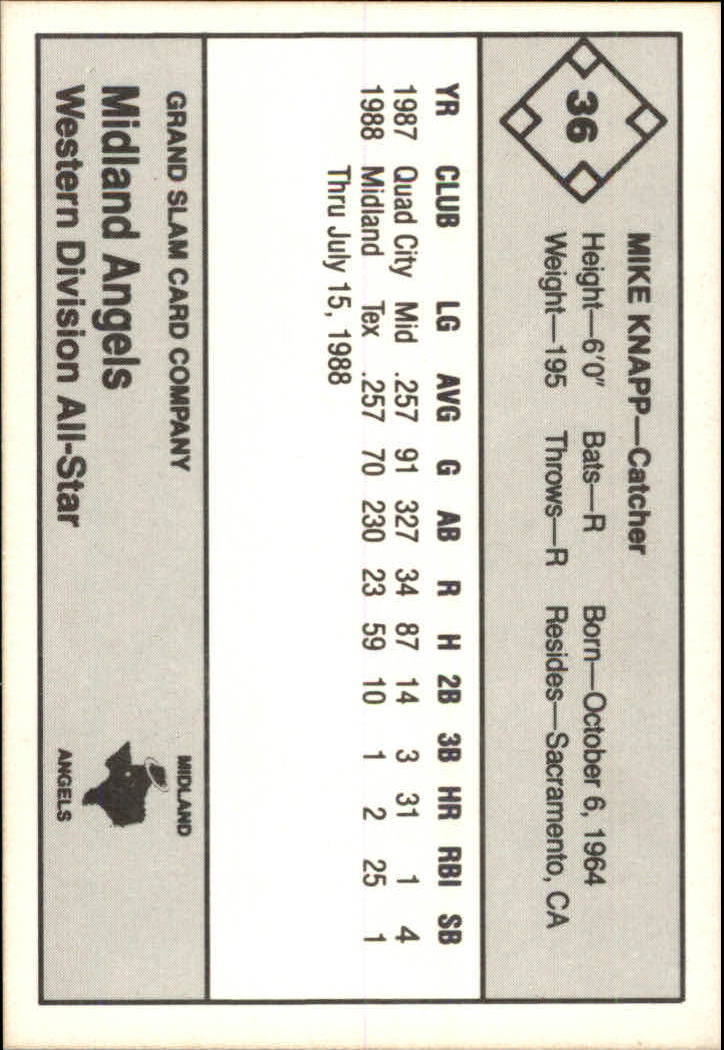 36
MIKE KNAPP—Catcher
Height—6'0" Bats—R Born—October 6, 1964
Weight—195 Throws—R Resides—Sacramento, CA
YR CLUB LG AVG G AB R H 2B 3B HR RBI SB
1987 Quad City Mid .257 91 327 34 87 14 3 31 1 4
1988 Midland Tex .257 70 230 23 59 10 1 2 25 1
Thru July 15, 1988
GRAND SLAM CARD COMPANY
Midland Angels
Western Division All-Star
MIDLAND
ANGELS